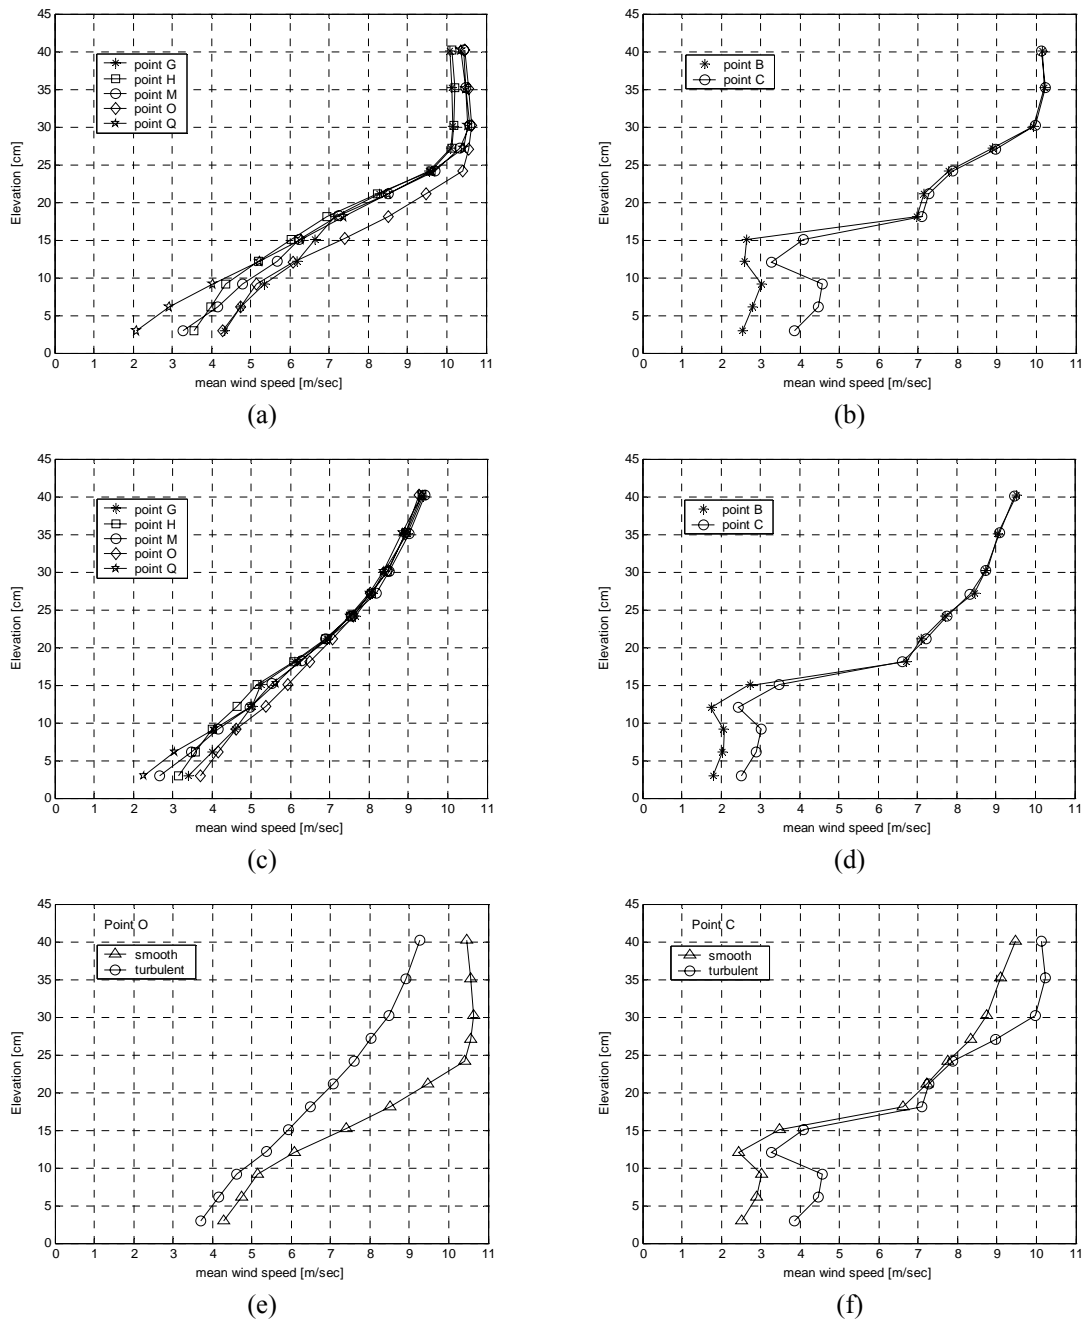 45
40
35
30
25
20
15
10
5
0
Elevation [cm]
point G
point H
point M
point O
point Q
0 1 2 3 4 5 6 7 8 9 10 11
mean wind speed [m/sec]
(a)
45
40
35
30
25
20
15
10
5
0
Elevation [cm]
point B
point C
0 1 2 3 4 5 6 7 8 9 10 11
mean wind speed [m/sec]
(b)
45
40
35
30
25
20
15
10
5
0
Elevation [cm]
point G
point H
point M
point O
point Q
0 1 2 3 4 5 6 7 8 9 10 11
mean wind speed [m/sec]
(c)
45
40
35
30
25
20
15
10
5
0
Elevation [cm]
point B
point C
0 1 2 3 4 5 6 7 8 9 10 11
mean wind speed [m/sec]
(d)
45
40
35
30
25
20
15
10
5
0
Elevation [cm]
Point O
smooth
turbulent
0 1 2 3 4 5 6 7 8 9 10 11
mean wind speed [m/sec]
(e)
45
40
35
30
25
20
15
10
5
0
Elevation [cm]
Point C
smooth
turbulent
0 1 2 3 4 5 6 7 8 9 10 11
mean wind speed [m/sec]
(f)